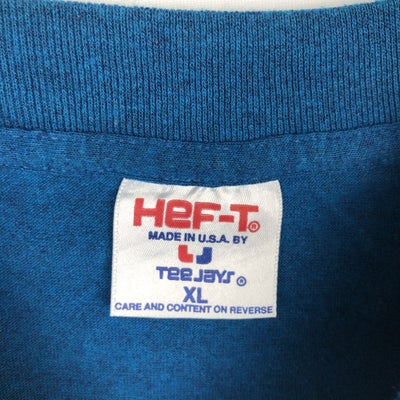 HeF-T®
MADE IN U.S.A. BY
TeeJays®
XL
CARE AND CONTENT ON REVERSE